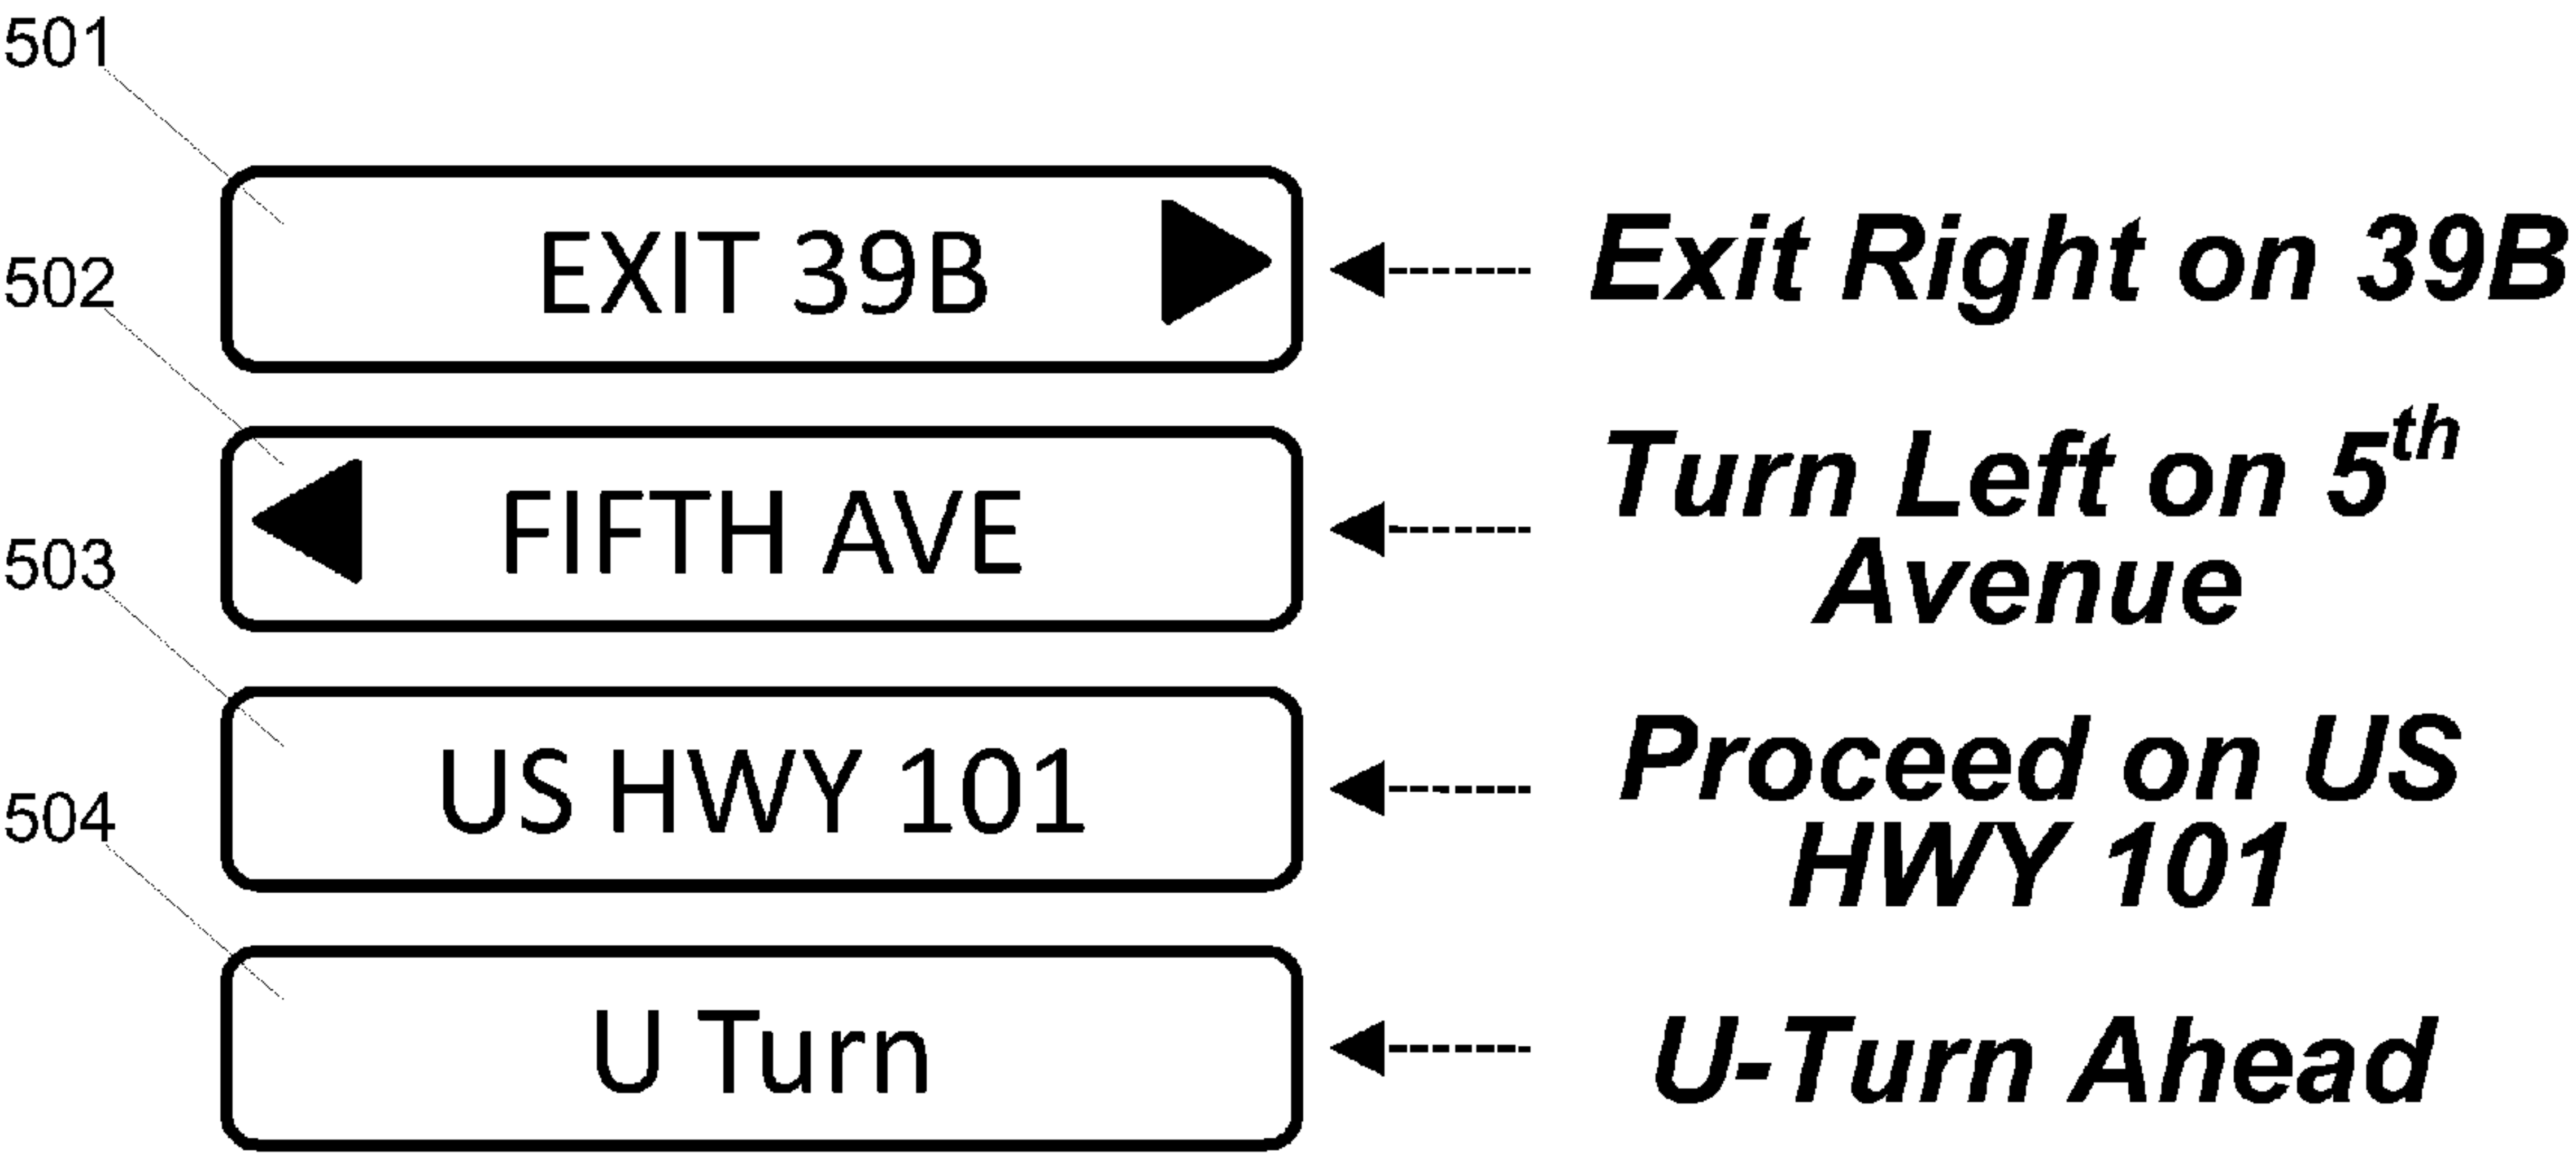 501
EXIT 39B
Exit Right on 39B
502
FIFTH AVE
Turn Left on 5th
Avenue
503
US HWY 101
Proceed on US
HWY 101
504
U Turn
U-Turn Ahead